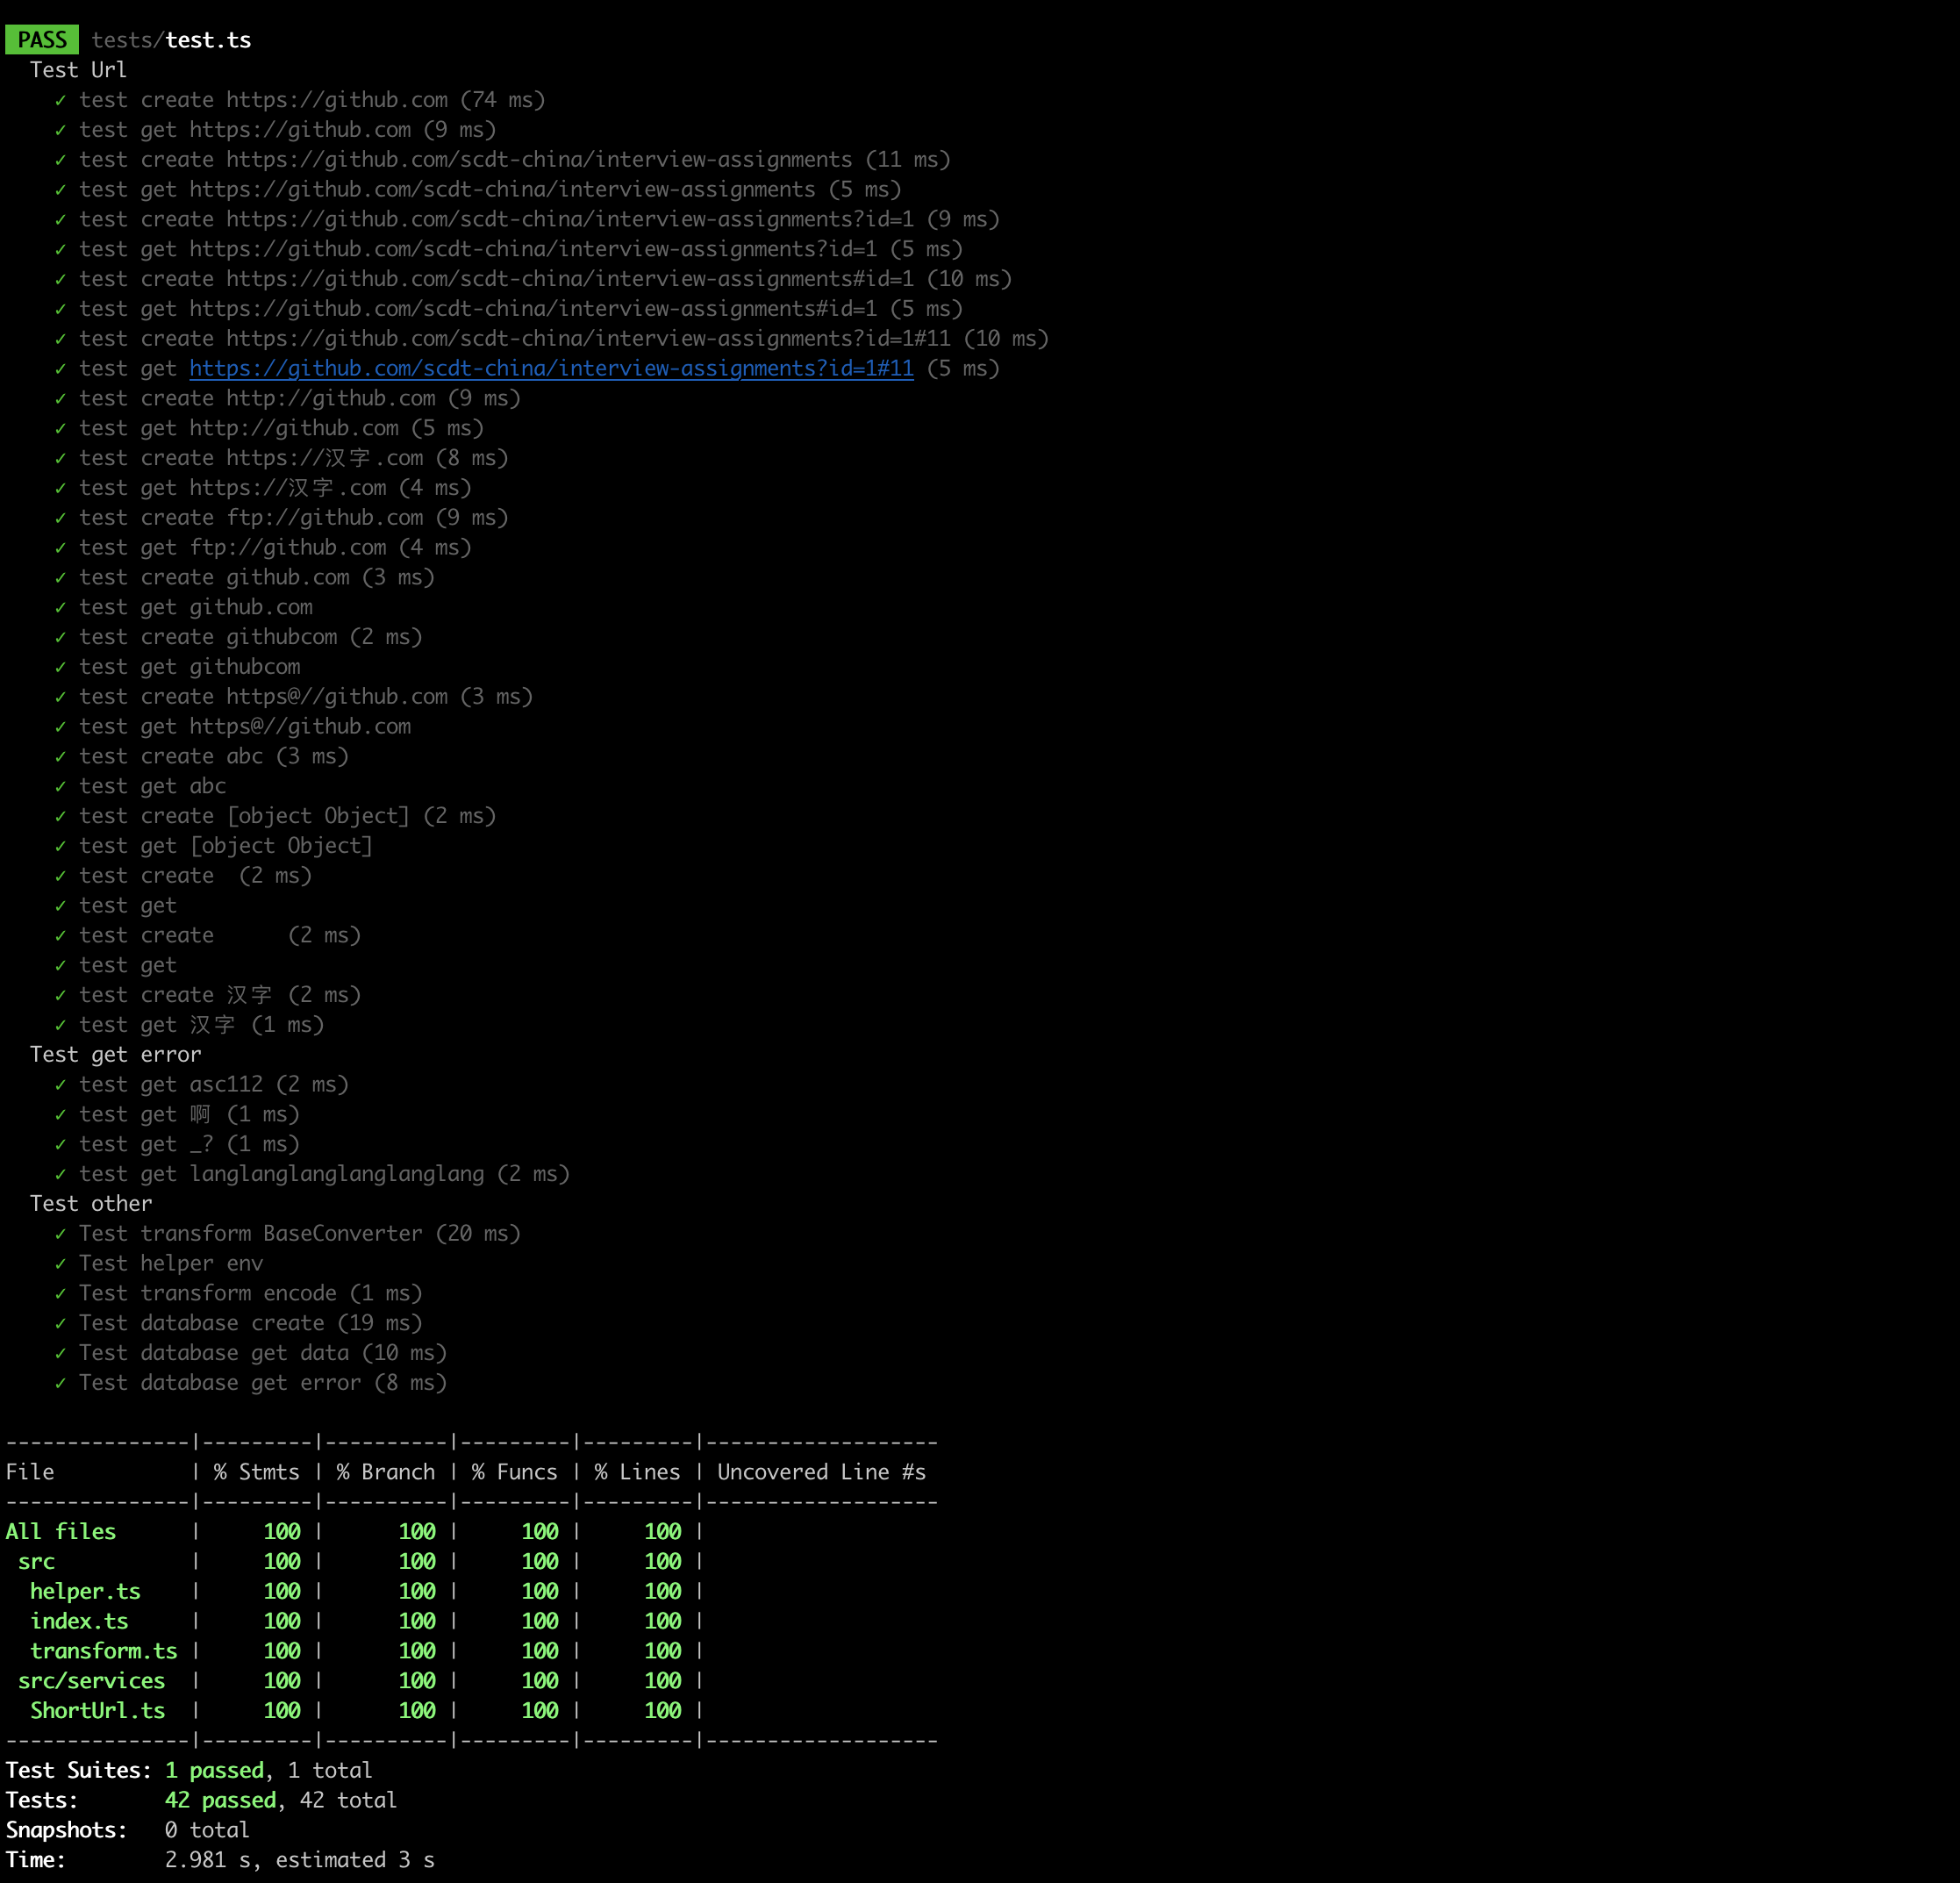 PASS tests/test.ts
Test Url
✓ test create https://github.com (74 ms)
✓ test get https://github.com (9 ms)
✓ test create https://github.com/scdt-china/interview-assignments (11 ms)
✓ test get https://github.com/scdt-china/interview-assignments (5 ms)
✓ test create https://github.com/scdt-china/interview-assignments?id=1 (9 ms)
✓ test get https://github.com/scdt-china/interview-assignments?id=1 (5 ms)
✓ test create https://github.com/scdt-china/interview-assignments#id=1 (10 ms)
✓ test get https://github.com/scdt-china/interview-assignments#id=1 (5 ms)
✓ test create https://github.com/scdt-china/interview-assignments?id=1#11 (10 ms)
✓ test get https://github.com/scdt-china/interview-assignments?id=1#11 (5 ms)
✓ test create http://github.com (9 ms)
✓ test get http://github.com (5 ms)
✓ test create https://汉字.com (8 ms)
✓ test get https://汉字.com (4 ms)
✓ test create ftp://github.com (9 ms)
✓ test get ftp://github.com (4 ms)
✓ test create github.com (3 ms)
✓ test get github.com
✓ test create githubcom (2 ms)
✓ test get githubcom
✓ test create https@//github.com (3 ms)
✓ test get https@//github.com
✓ test create abc (3 ms)
✓ test get abc
✓ test create [object Object] (2 ms)
✓ test get [object Object]
✓ test create  (2 ms)
✓ test get
✓ test create      (2 ms)
✓ test get
✓ test create 汉字 (2 ms)
✓ test get 汉字 (1 ms)
Test get error
✓ test get asc112 (2 ms)
✓ test get 啊 (1 ms)
✓ test get _? (1 ms)
✓ test get langlanglanglanglanglang (2 ms)
Test other
✓ Test transform BaseConverter (20 ms)
✓ Test helper env
✓ Test transform encode (1 ms)
✓ Test database create (19 ms)
✓ Test database get data (10 ms)
✓ Test database get error (8 ms)
---------------|---------|----------|---------|---------|-------------------
File           | % Stmts | % Branch | % Funcs | % Lines | Uncovered Line #s
---------------|---------|----------|---------|---------|-------------------
All files      |     100 |      100 |     100 |     100 |
src           |     100 |      100 |     100 |     100 |
helper.ts    |     100 |      100 |     100 |     100 |
index.ts     |     100 |      100 |     100 |     100 |
transform.ts |     100 |      100 |     100 |     100 |
src/services  |     100 |      100 |     100 |     100 |
ShortUrl.ts  |     100 |      100 |     100 |     100 |
---------------|---------|----------|---------|---------|-------------------
Test Suites: 1 passed, 1 total
Tests:       42 passed, 42 total
Snapshots:   0 total
Time:        2.981 s, estimated 3 s